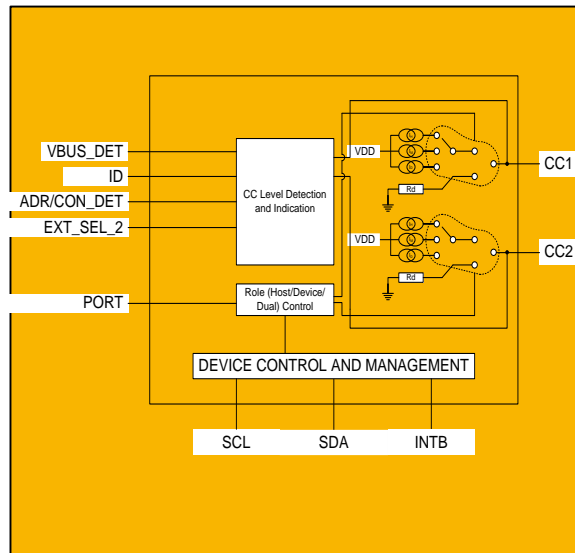 VBUS_DET
ID
ADR/CON_DET
EXT_SEL_2
PORT
CC Level Detection
and Indication
Role (Host/Device/
Dual) Control
DEVICE CONTROL AND MANAGEMENT
VDD
Rd
VDD
Rd
CC1
CC2
SCL
SDA
INTB